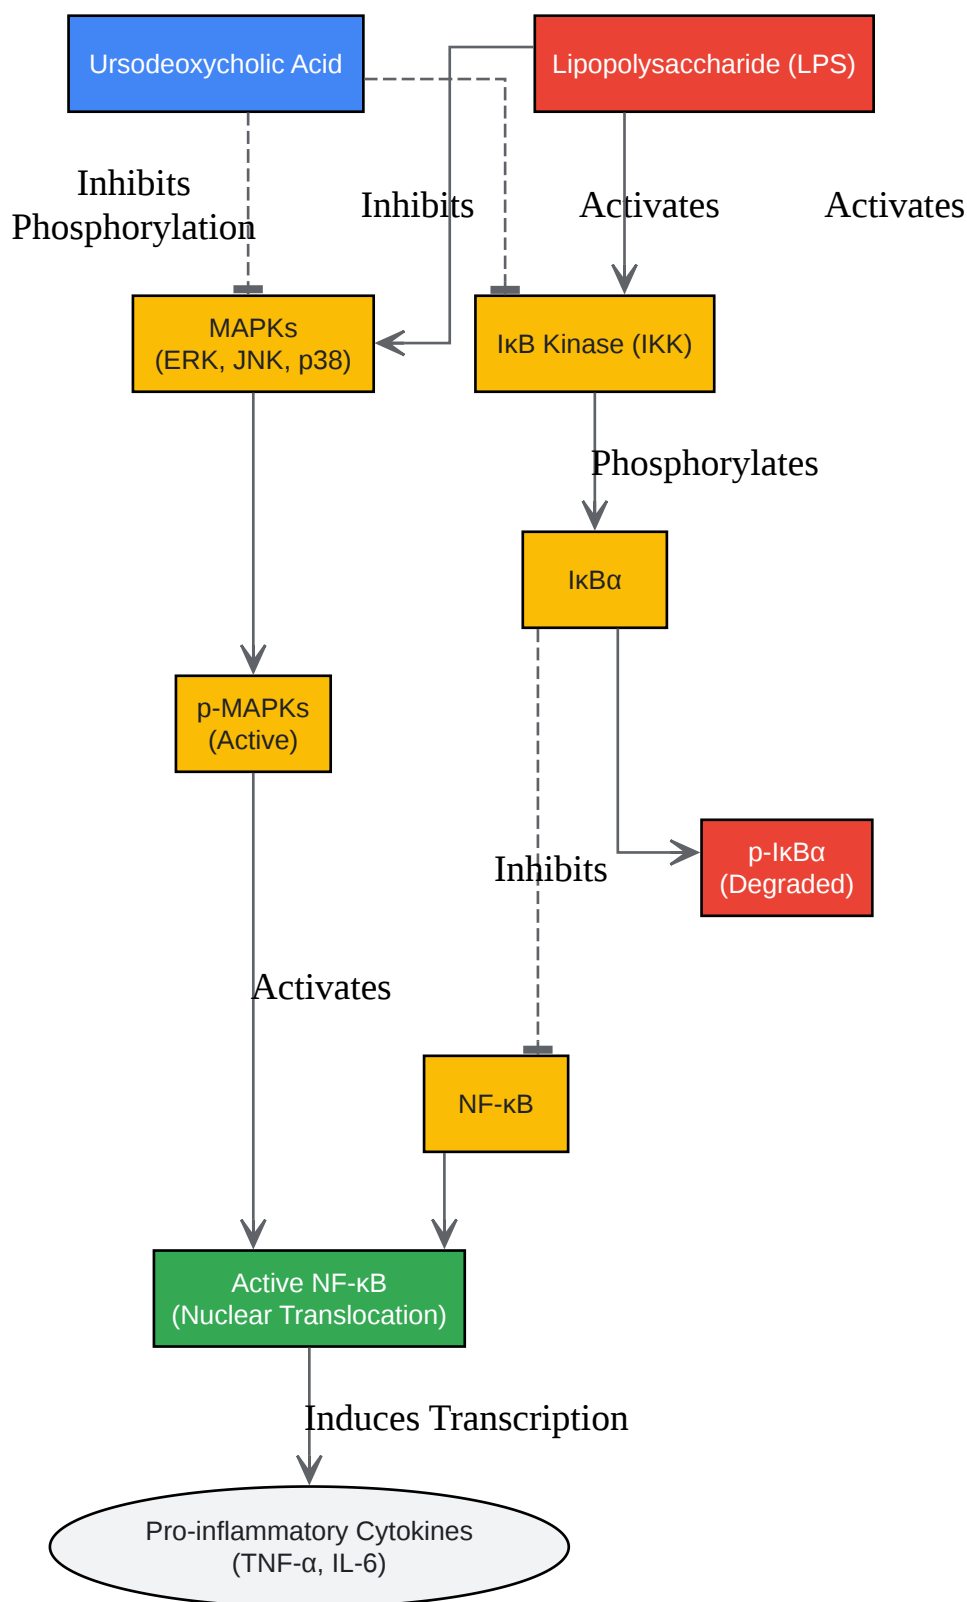 Ursodeoxycholic Acid
Lipopolysaccharide (LPS)
Inhibits
Phosphorylation
Inhibits
Activates
Activates
MAPKs
(ERK, JNK, p38)
IκB Kinase (IKK)
Phosphorylates
IκBα
p-MAPKs
(Active)
p-IκBα
(Degraded)
Inhibits
Activates
NF-κB
Active NF-κB
(Nuclear Translocation)
Induces Transcription
Pro-inflammatory Cytokines
(TNF-α, IL-6)